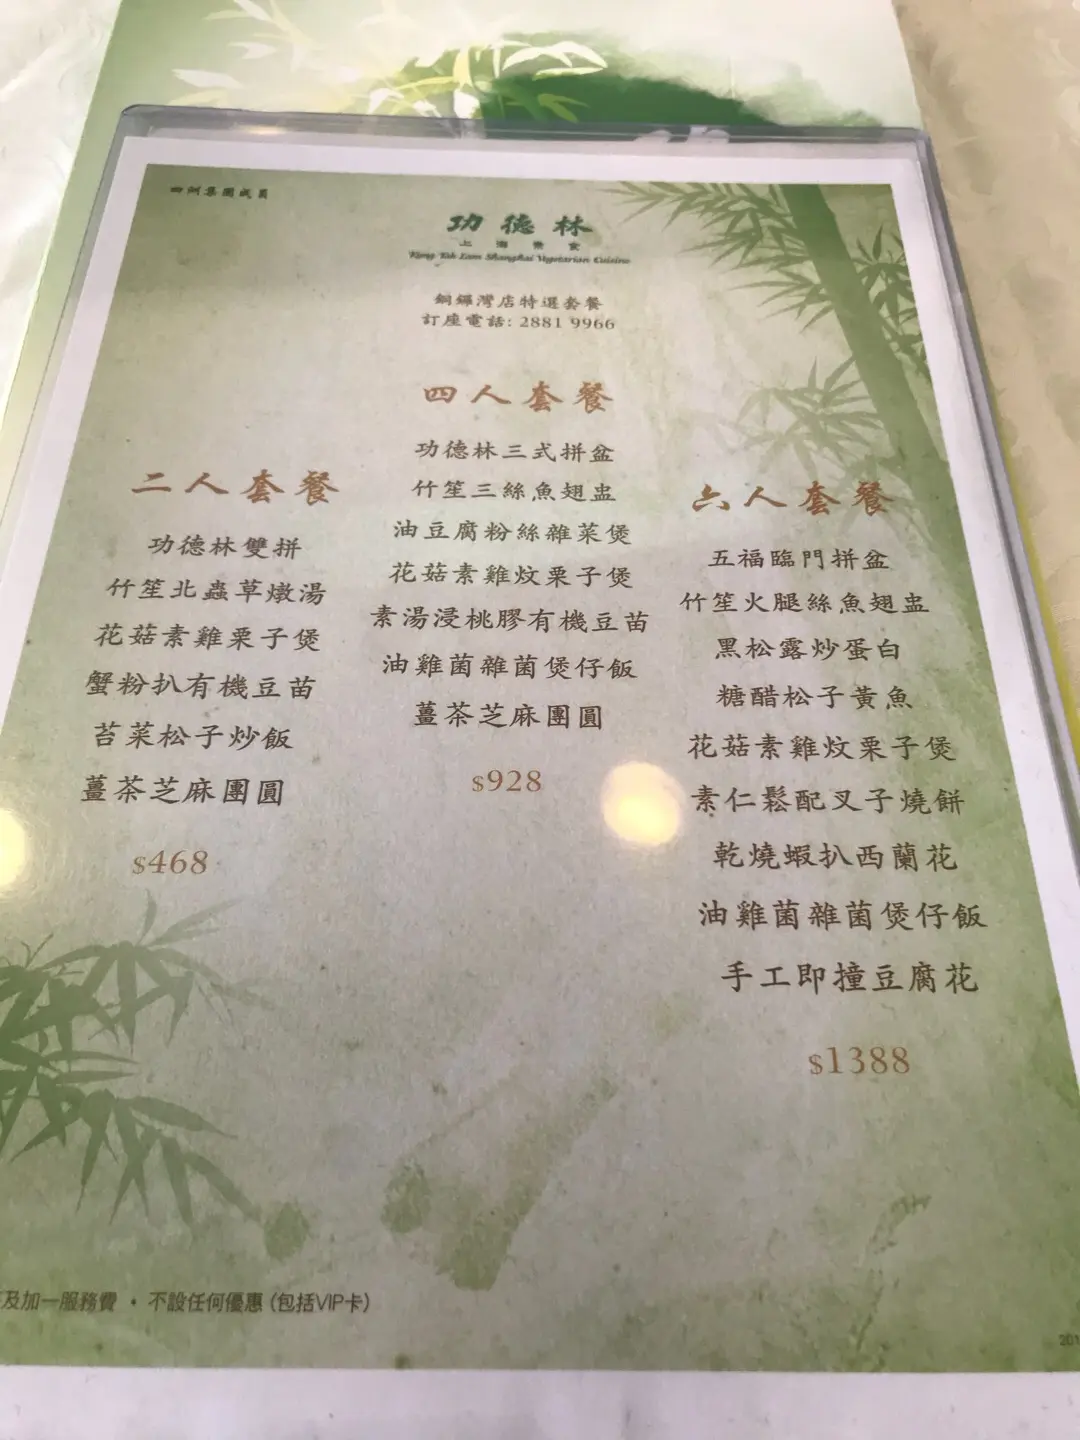 四洲集團成員
功德林
上海素食
Kung Tak Lam Shanghai Vegetarian Cuisine
銅鑼灣店特選套餐
訂座電話: 2881 9966
二人套餐
功德林雙拼
竹笙北蟲草燉湯
花菇素雞栗子煲
蟹粉扒有機豆苗
苔菜松子炒飯
薑茶芝麻團圓
$468
四人套餐
功德林三式拼盆
竹笙三絲魚翅盅
油豆腐粉絲雜菜煲
花菇素雞炆栗子煲
素湯浸桃膠有機豆苗
油雞菌雜菌煲仔飯
薑茶芝麻團圓
$928
六人套餐
五福臨門拼盆
竹笙火腿絲魚翅盅
黑松露炒蛋白
糖醋松子黃魚
花菇素雞炆栗子煲
素仁鬆配叉子燒餅
乾燒蝦扒西蘭花
油雞菌雜菌煲仔飯
手工即撞豆腐花
$1388
及加一服務費 • 不設任何優惠 (包括VIP卡)
201